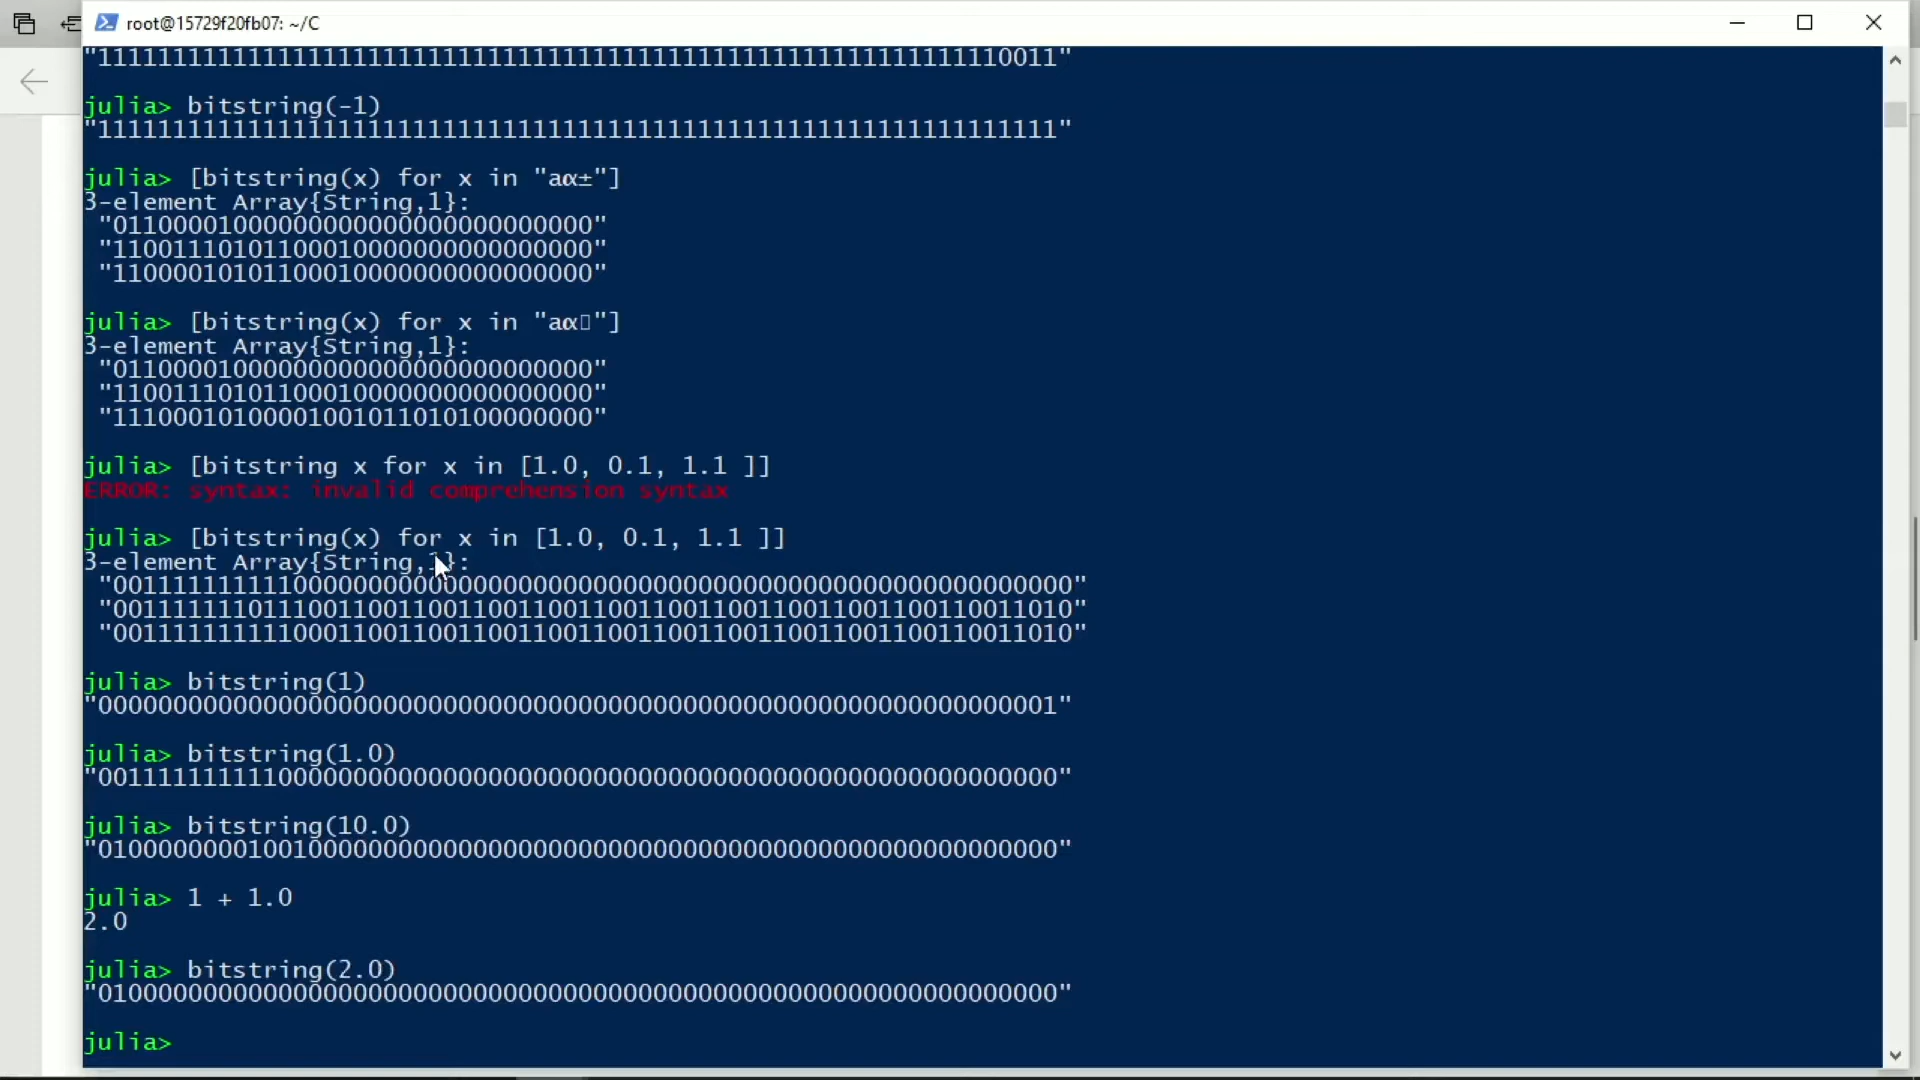 root@15729f20fb07: ~/C
"1111111111111111111111111111111111111111111111111111111111110011"
julia> bitstring(-1)
"1111111111111111111111111111111111111111111111111111111111111111"
julia> [bitstring(x) for x in "aα±"]
3-element Array{String,1}:
"01100001000000000000000000000000"
"11001110101100010000000000000000"
"11000010101100010000000000000000"
julia> [bitstring(x) for x in "aα▯"]
3-element Array{String,1}:
"01100001000000000000000000000000"
"11001110101100010000000000000000"
"11100010100001001011010100000000"
julia> [bitstring x for x in [1.0, 0.1, 1.1 ]]
ERROR: syntax: invalid comprehension syntax
julia> [bitstring(x) for x in [1.0, 0.1, 1.1 ]]
3-element Array{String,1}:
"0011111111110000000000000000000000000000000000000000000000000000"
"0011111110111001100110011001100110011001100110011001100110011010"
"0011111111110001100110011001100110011001100110011001100110011010"
julia> bitstring(1)
"0000000000000000000000000000000000000000000000000000000000000001"
julia> bitstring(1.0)
"0011111111110000000000000000000000000000000000000000000000000000"
julia> bitstring(10.0)
"0100000000100100000000000000000000000000000000000000000000000000"
julia> 1 + 1.0
2.0
julia> bitstring(2.0)
"0100000000000000000000000000000000000000000000000000000000000000"
julia>